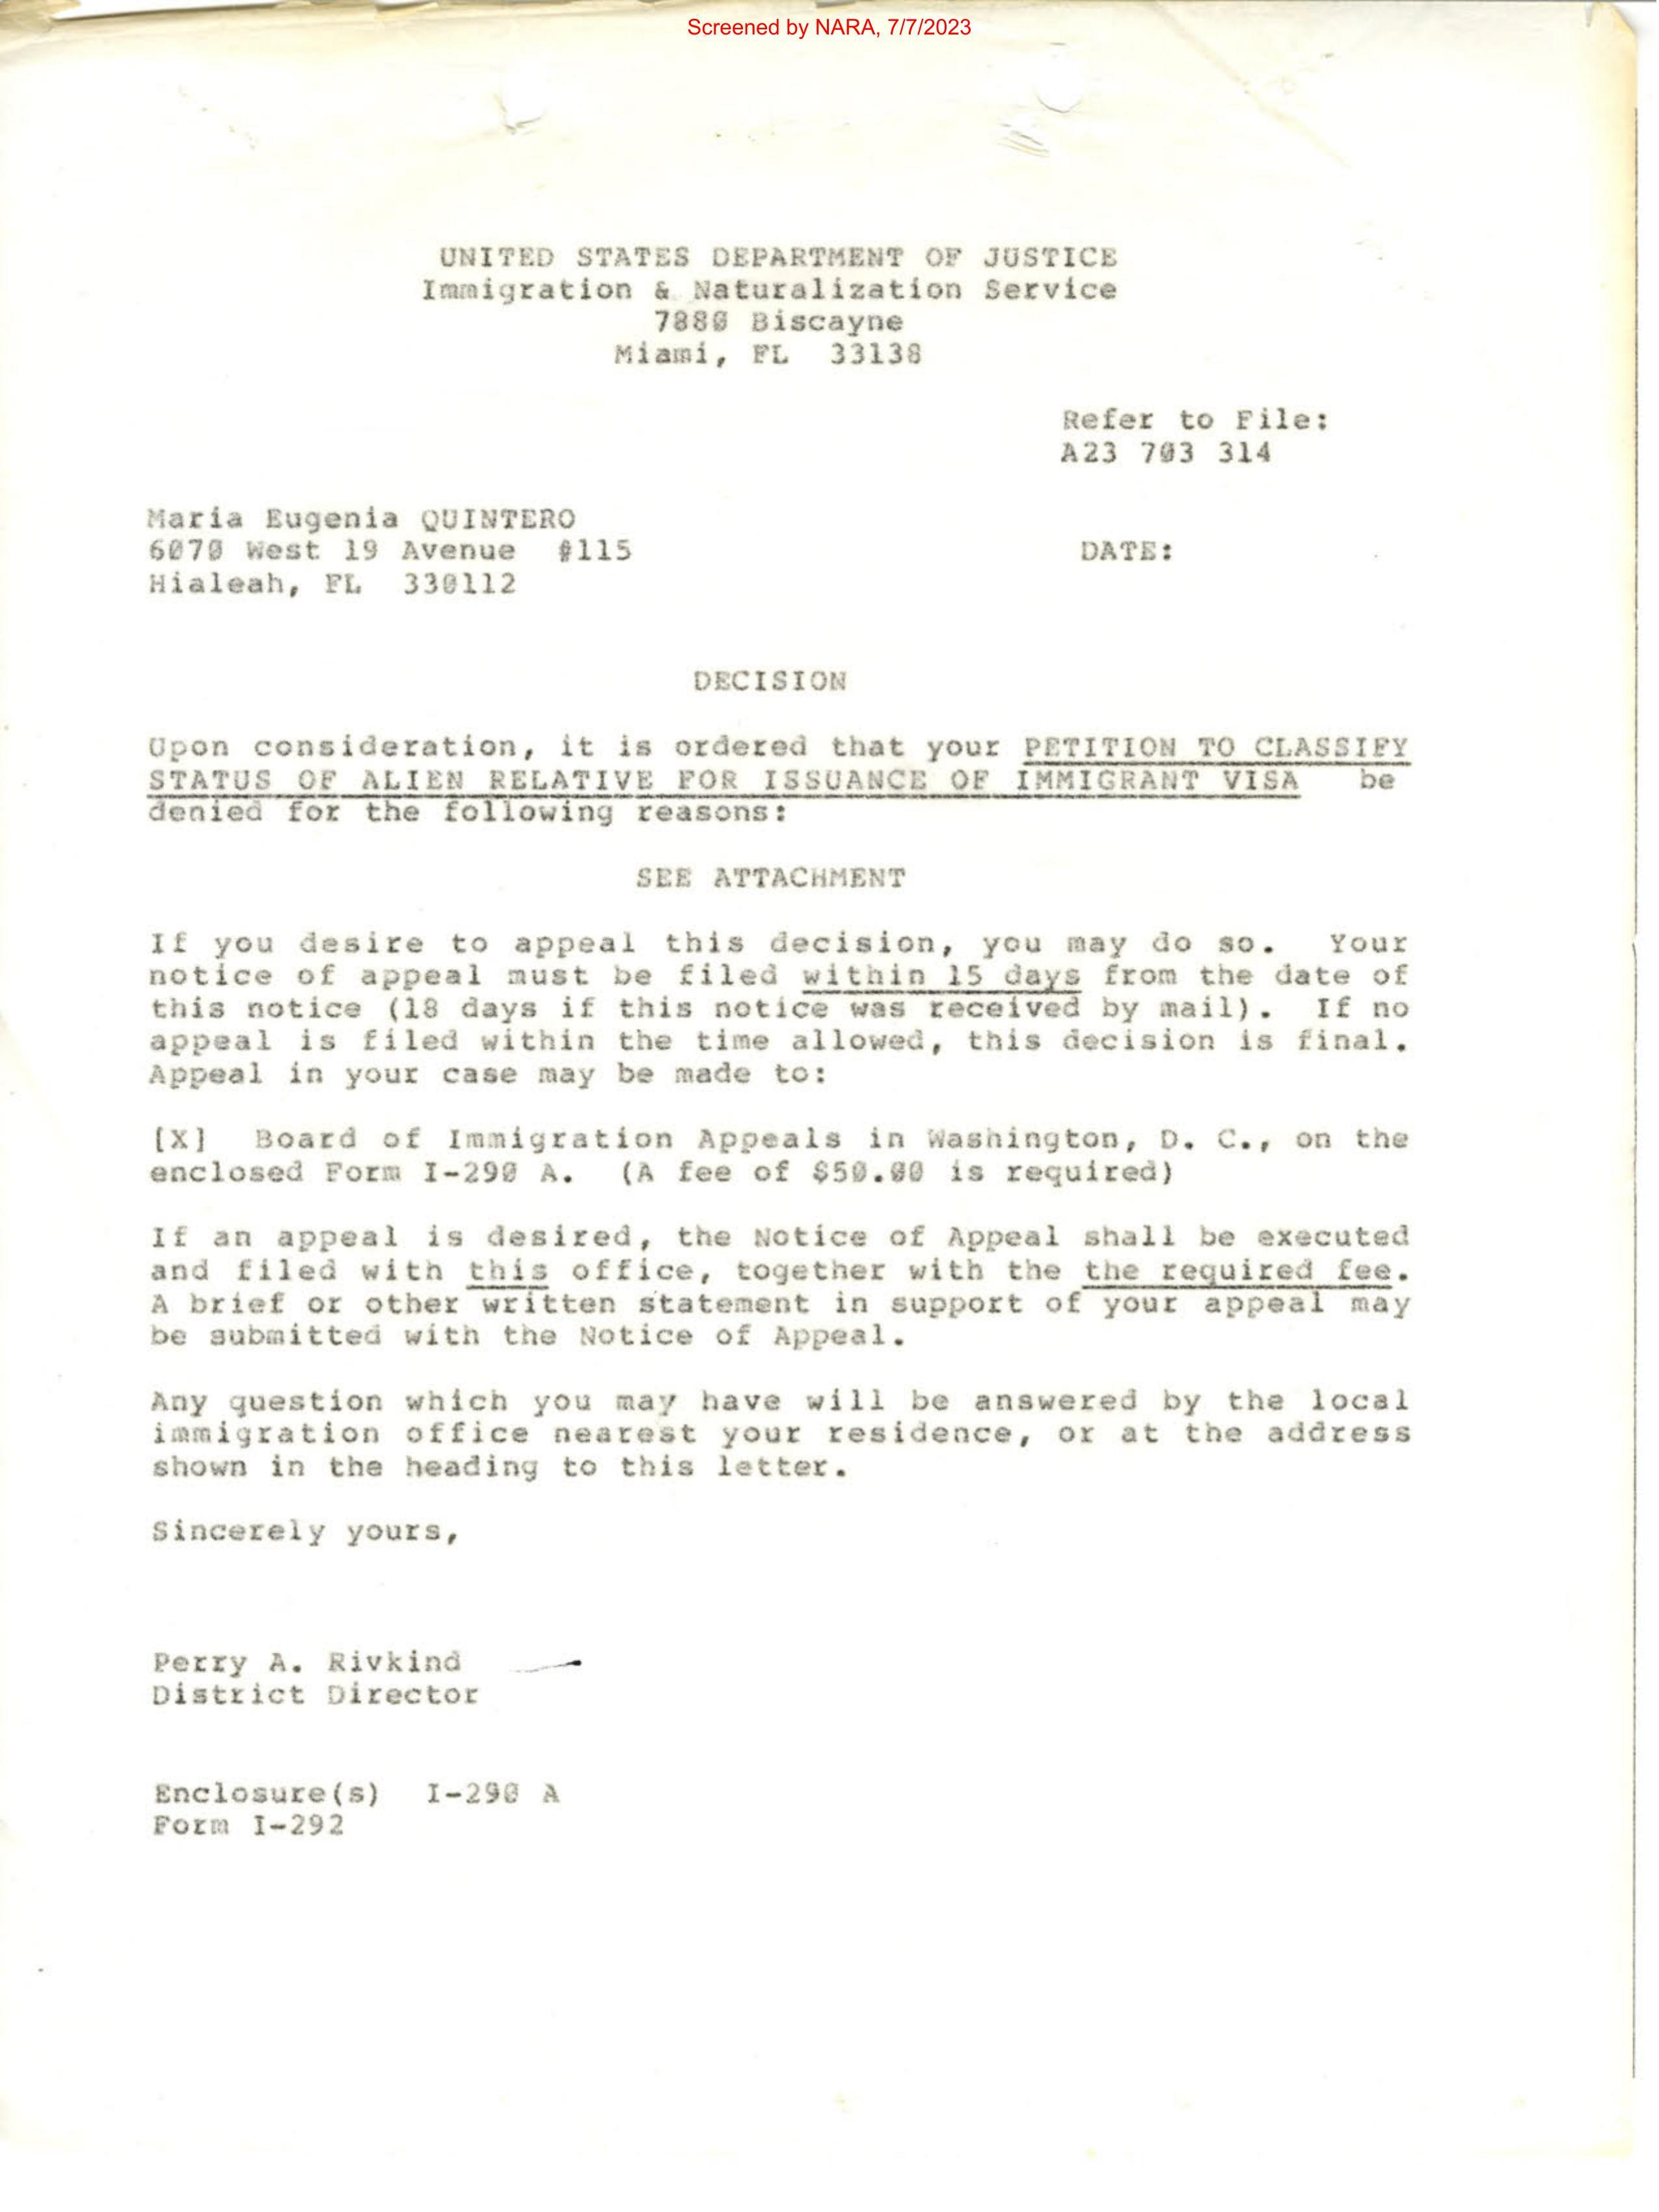 Screened by NARA, 7/7/2023
UNITED STATES DEPARTMENT OF JUSTICE
Immigration & Naturalization Service
7880 Biscayne
Miami, FL 33138
Refer to File:
A23 703 314
Maria Eugenia QUINTERO
6070 West 19 Avenue #115
DATE:
Hialeah, FL 330112
DECISION
Upon consideration, it is ordered that your PETITION TO CLASSIFY
STATUS OF ALIEN RELATIVE FOR ISSUANCE OF IMMIGRANT VISA be
denied for the following reasons:
SEE ATTACHMENT
If you desire to appeal this decision, you may do so. Your
notice of appeal must be filed within 15 days from the date of
this notice (18 days if this notice was received by mail). If no
appeal is filed within the time allowed, this decision is final.
Appeal in your case may be made to:
[X] Board of Immigration Appeals in Washington, D. C., on the
enclosed Form I-290 A. (A fee of $50.00 is required)
If an appeal is desired, the Notice of Appeal shall be executed
and filed with this office, together with the the required fee.
A brief or other written statement in support of your appeal may
be submitted with the Notice of Appeal.
Any question which you may have will be answered by the local
immigration office nearest your residence, or at the address
shown in the heading to this letter.
Sincerely yours,
Perry A. Rivkind
District Director
Enclosure(s) I-290 A
Form I-292